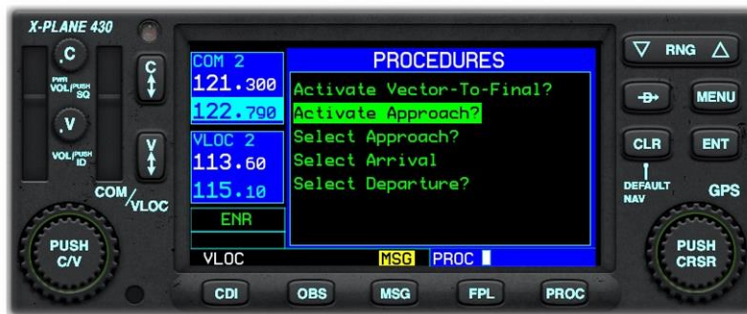 X-PLANE 430
.C
PWR
VOL/PUSH
SQ
C
.V
VOL/PUSH
ID
V
COM/VLOC
PUSH
C/V
COM 2
121.300
122.790
VLOC 2
113.60
115.10
ENR
VLOC
PROCEDURES
Activate Vector-To-Final?
Activate Approach?
Select Approach?
Select Arrival
Select Departure?
MSG
PROC
RNG
D
MENU
CLR
ENT
DEFAULT
NAV
GPS
PUSH
CRSR
CDI
OBS
MSG
FPL
PROC